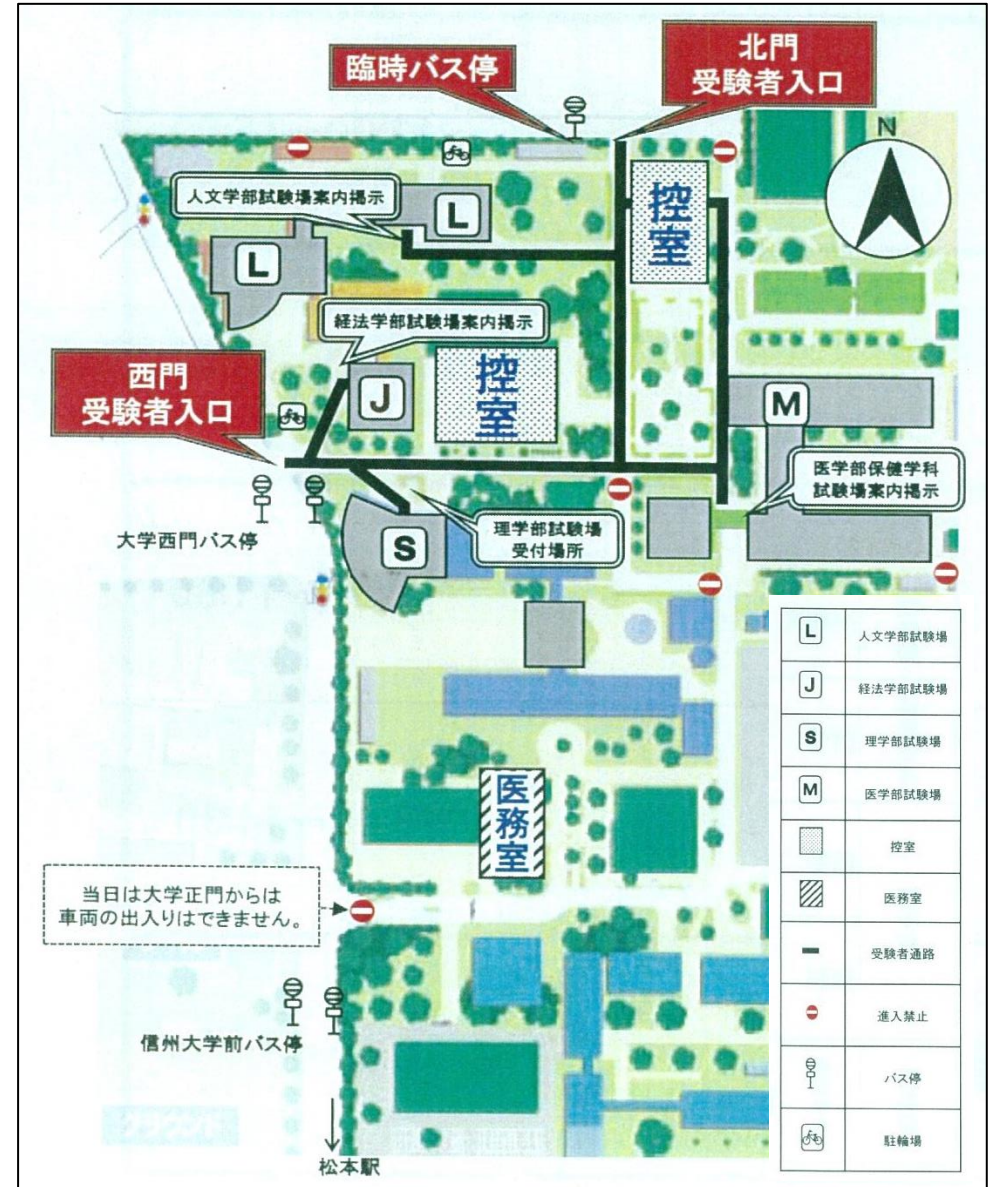 臨時バス停
北門
受験者入口
N
控室
人文学部試験場案内掲示
L
L
経法学部試験場案内掲示
控室
J
西門
受験者入口
M
医学部保健学科
試験場案内掲示
大学西門バス停
S
理学部試験場
受付場所
医務室
当日は大学正門からは
車両の出入りはできません。
信州大学前バス停
グラウンド
松本駅
L 人文学部試験場
J 経法学部試験場
S 理学部試験場
M 医学部試験場
控室
医務室
受験者通路
進入禁止
バス停
駐輪場